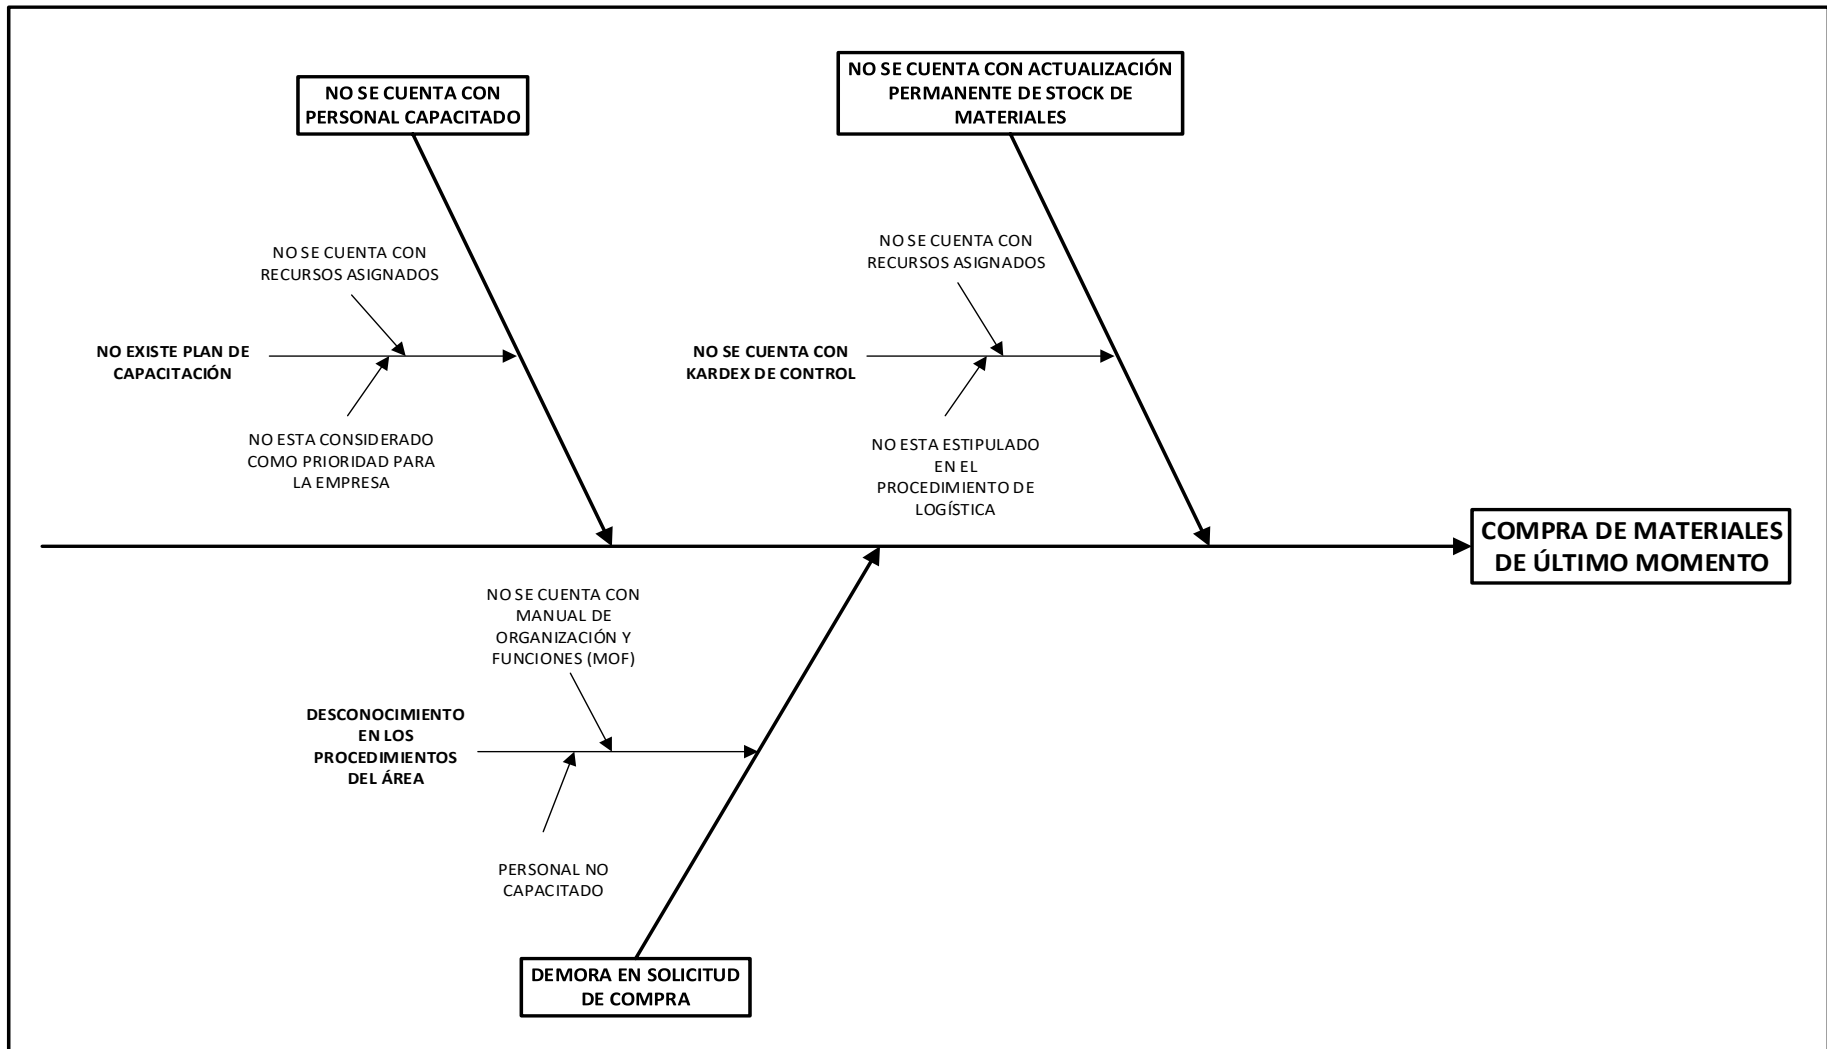 NO SE CUENTA CON
PERSONAL CAPACITADO
NO SE CUENTA CON ACTUALIZACIÓN
PERMANENTE DE STOCK DE
MATERIALES
NO SE CUENTA CON
RECURSOS ASIGNADOS
NO EXISTE PLAN DE
CAPACITACIÓN
NO ESTA CONSIDERADO
COMO PRIORIDAD PARA
LA EMPRESA
NO SE CUENTA CON
RECURSOS ASIGNADOS
NO SE CUENTA CON
KARDEX DE CONTROL
NO ESTA ESTIPULADO
EN EL
PROCEDIMIENTO DE
LOGÍSTICA
COMPRA DE MATERIALES
DE ÚLTIMO MOMENTO
NO SE CUENTA CON
MANUAL DE
ORGANIZACIÓN Y
FUNCIONES (MOF)
DESCONOCIMIENTO
EN LOS
PROCEDIMIENTOS
DEL ÁREA
PERSONAL NO
CAPACITADO
DEMORA EN SOLICITUD
DE COMPRA